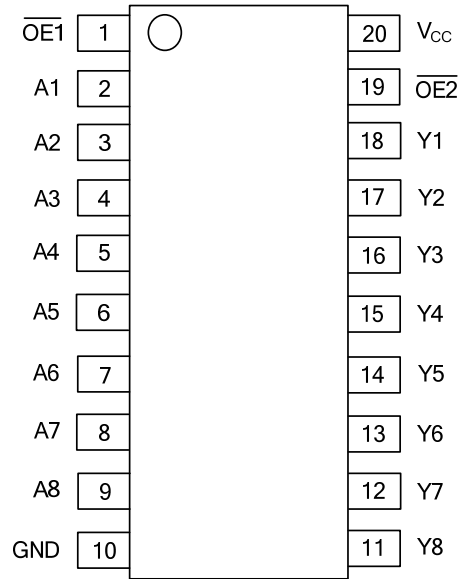 OE1 1 20 VCC
A1 2 19 OE2
A2 3 18 Y1
A3 4 17 Y2
A4 5 16 Y3
A5 6 15 Y4
A6 7 14 Y5
A7 8 13 Y6
A8 9 12 Y7
GND 10 11 Y8